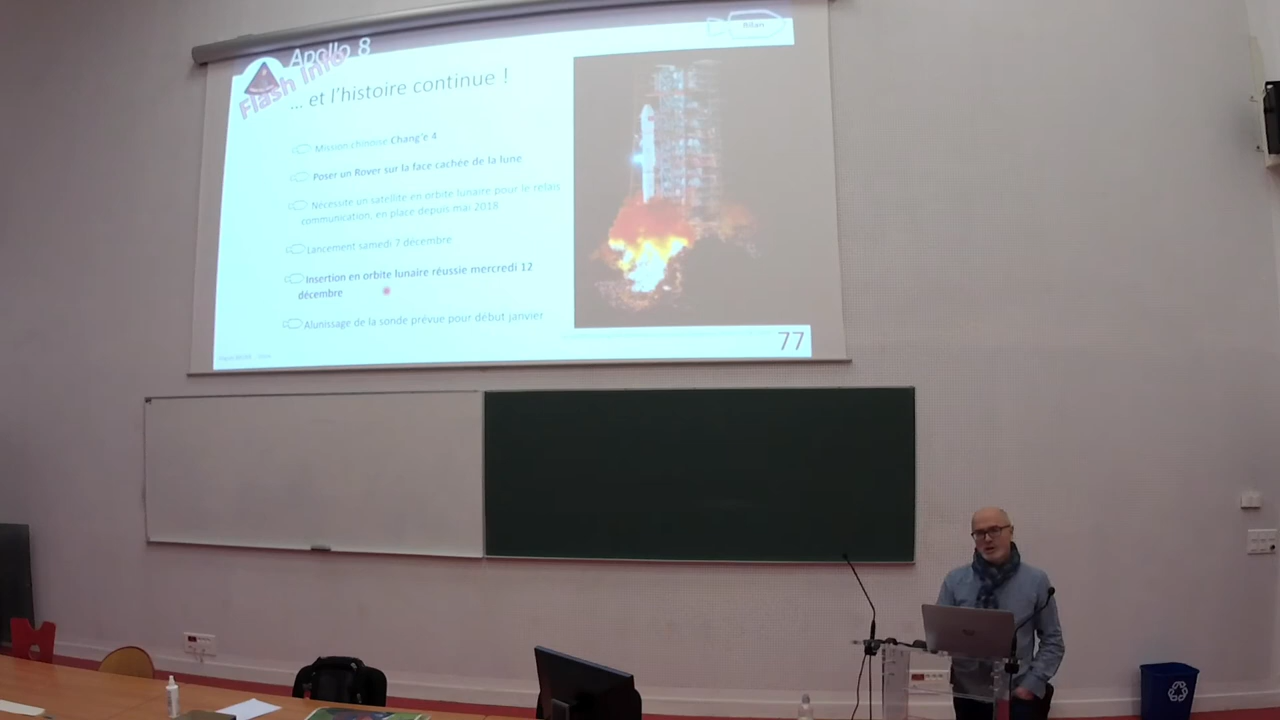 Apollo 8
Flash Info
Bilan
... et l'histoire continue !
Mission chinoise Chang'e 4
Poser un Rover sur la face cachée de la lune
Nécessite un satellite en orbite lunaire pour le relais
communication, en place depuis mai 2018
Lancement samedi 7 décembre
Insertion en orbite lunaire réussie mercredi 12
décembre
Alunissage de la sonde prévue pour début janvier
77